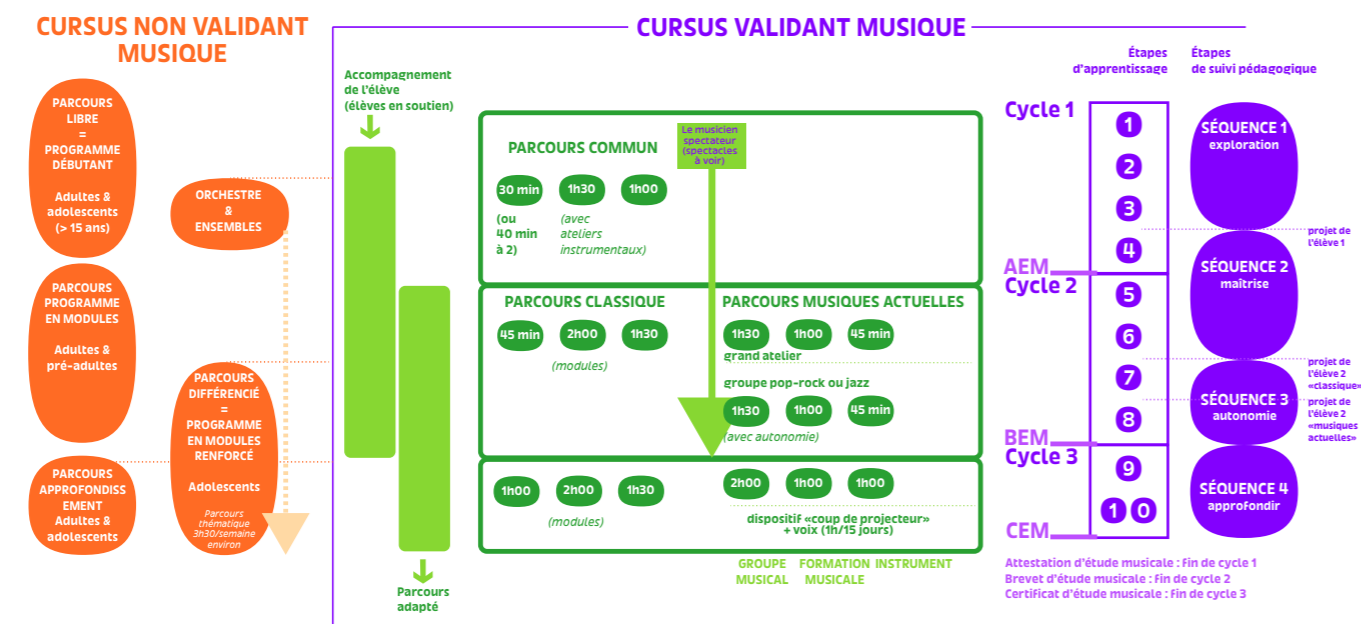 CURSUS NON VALIDANT
MUSIQUE
PARCOURS
LIBRE
=
PROGRAMME
DÉBUTANT
Adultes &
adolescents
(> 15 ans)
ORCHESTRE
&
ENSEMBLES
PARCOURS
PROGRAMME
EN MODULES
Adultes &
pré-adultes
PARCOURS
DIFFÉRENCIÉ
=
PROGRAMME
EN MODULES
RENFORCÉ
Adolescents
Parcours
thématique
3h30/semaine
environ
PARCOURS
APPROFONDISS
EMENT
Adultes &
adolescents
CURSUS VALIDANT MUSIQUE
Accompagnement
de l'élève
(élèves en soutien)
Parcours
adapté
PARCOURS COMMUN
30 min 1h30 1h00
(ou
40 min
à 2)
(avec
ateliers
instrumentaux)
Le musicien
spectateur
(spectacles
à voir)
PARCOURS CLASSIQUE
45 min 2h00 1h30
(modules)
PARCOURS MUSIQUES ACTUELLES
1h30 1h00 45 min
grand atelier
groupe pop-rock ou jazz
1h30 1h00 45 min
(avec autonomie)
1h00 2h00 1h30
(modules)
2h00 1h00 1h00
dispositif «coup de projecteur»
+ voix (1h/15 jours)
GROUPE
MUSICAL
FORMATION
MUSICALE
INSTRUMENT
Étapes
d'apprentissage
Étapes
de suivi pédagogique
Cycle 1
1
2
3
4
AEM
Cycle 2
5
6
7
8
BEM
Cycle 3
9
10
CEM
SÉQUENCE 1
exploration
projet de
l'élève 1
SÉQUENCE 2
maîtrise
projet de
l'élève 2
«classique»
SÉQUENCE 3
autonomie
projet de
l'élève 2
«musiques
actuelles»
SÉQUENCE 4
approfondir
Attestation d'étude musicale : Fin de cycle 1
Brevet d'étude musicale : Fin de cycle 2
Certificat d'étude musicale : Fin de cycle 3